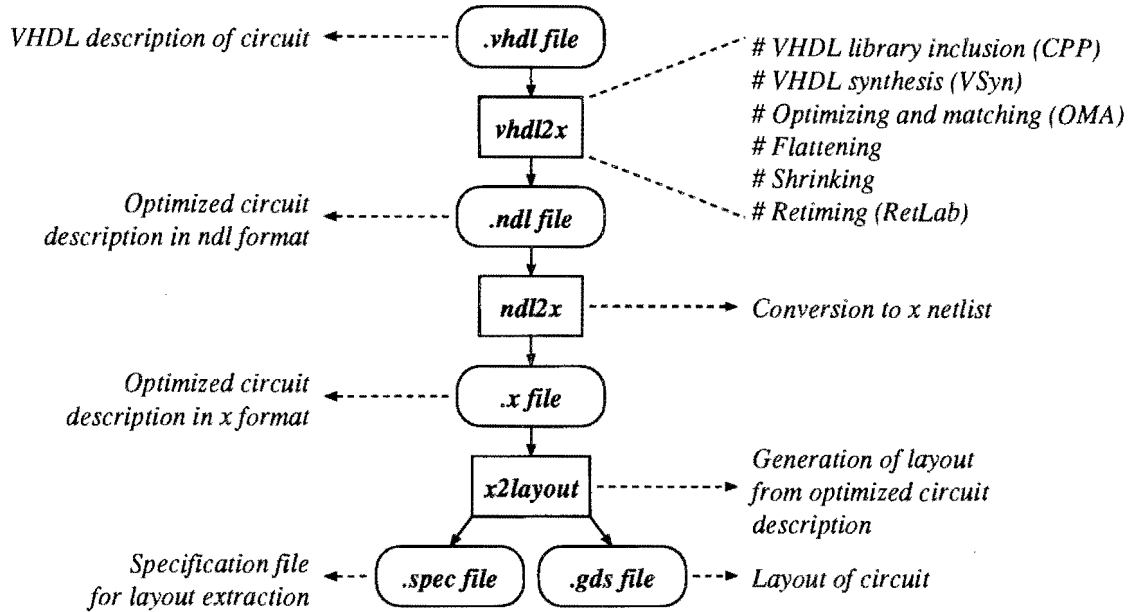 VHDL description of circuit
.vhdl file
# VHDL library inclusion (CPP)
# VHDL synthesis (VSyn)
# Optimizing and matching (OMA)
# Flattening
# Shrinking
# Retiming (RetLab)
vhdl2x
Optimized circuit
description in ndl format
.ndl file
ndl2x
Conversion to x netlist
Optimized circuit
description in x format
.x file
x2layout
Generation of layout
from optimized circuit
description
Specification file
for layout extraction
.spec file
.gds file
Layout of circuit